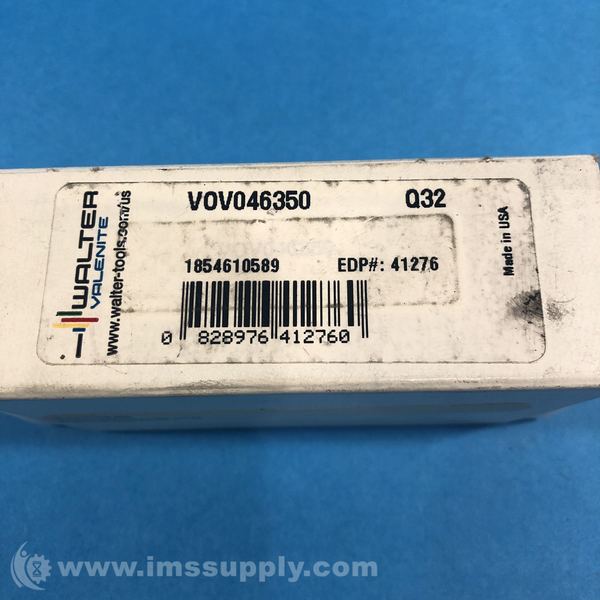 VOV046350 Q32
1854610589 EDP#: 41276
0 828976 412760
WALTER
VALENITE
www.walter-tools.com/us
Made in USA
www.imssupply.com